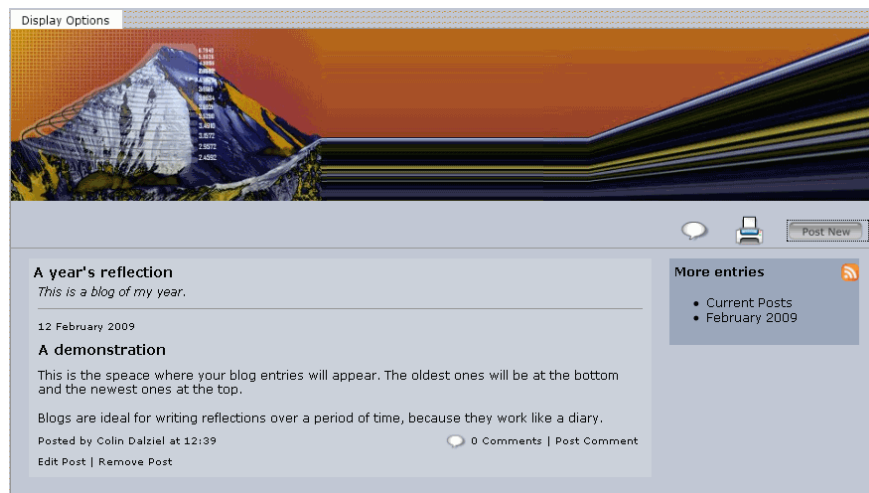 Display Options
Post New
A year's reflection
This is a blog of my year.
12 February 2009
A demonstration
This is the speace where your blog entries will appear. The oldest ones will be at the bottom
and the newest ones at the top.
Blogs are ideal for writing reflections over a period of time, because they work like a diary.
Posted by Colin Dalziel at 12:39
0 Comments | Post Comment
Edit Post | Remove Post
More entries
Current Posts
February 2009